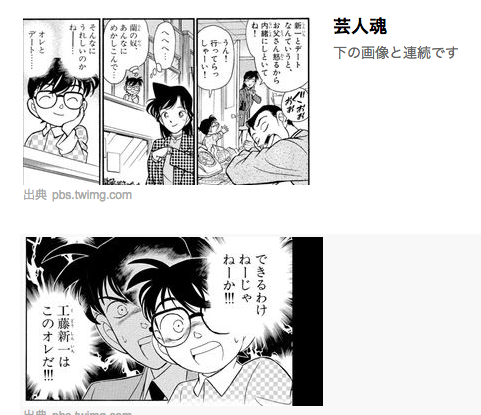 芸人魂
下の画像と連続です
新一とデート
なんていうと、
お父さん怒るから
内緒にしといて
ね!
うん!
行ってらっ
しゃーい!
へへへ…
蘭の奴、
あんなに
めかしこんで…
そんなに
うれしいのか
ねー…
オレと
デート……
出典 pbs.twimg.com
できるわけ
ねーじゃ
ねーか!!!
工藤新一は
このオレだ!!!
出典 pbs.twimg.com